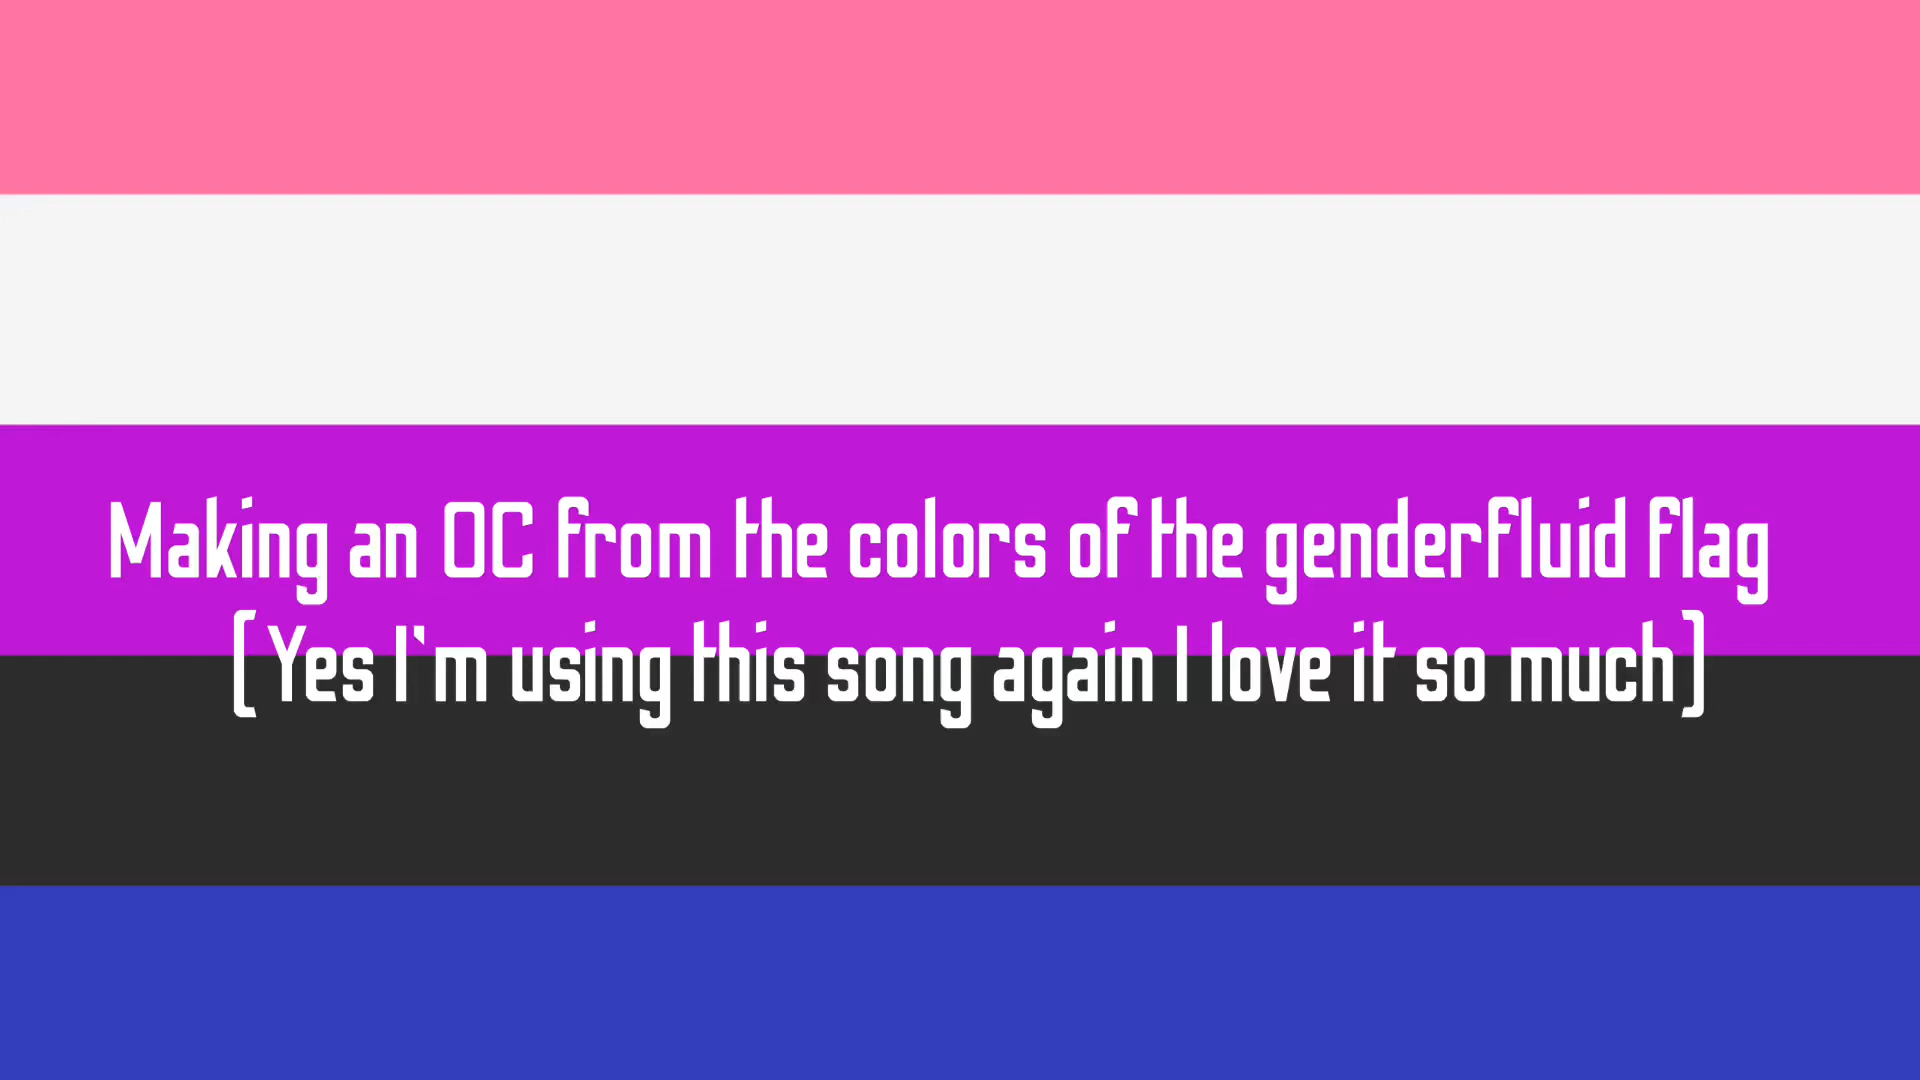 Making an OC from the colors of the genderfluid flag
(Yes I'm using this song again I love it so much)